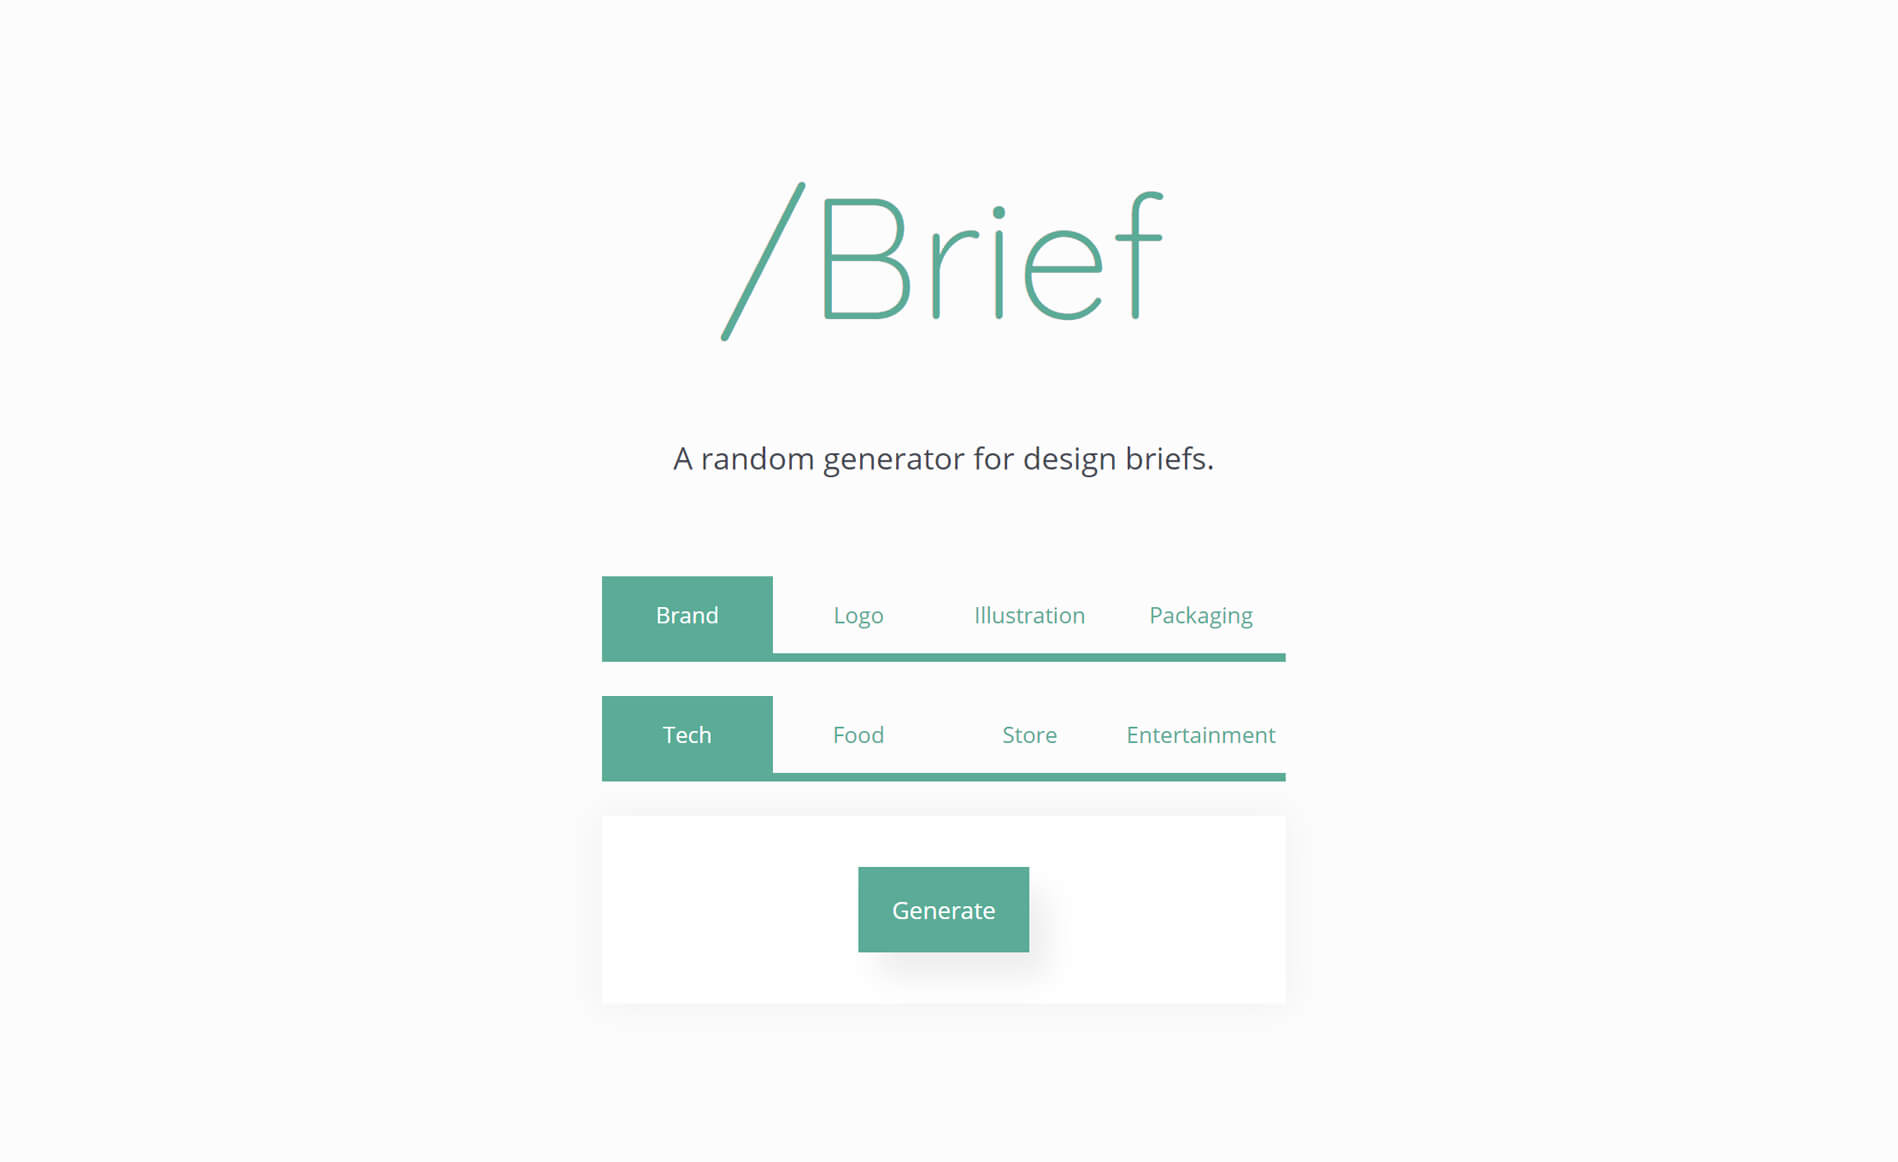 /Brief
A random generator for design briefs.
Brand Logo Illustration Packaging
Tech Food Store Entertainment
Generate